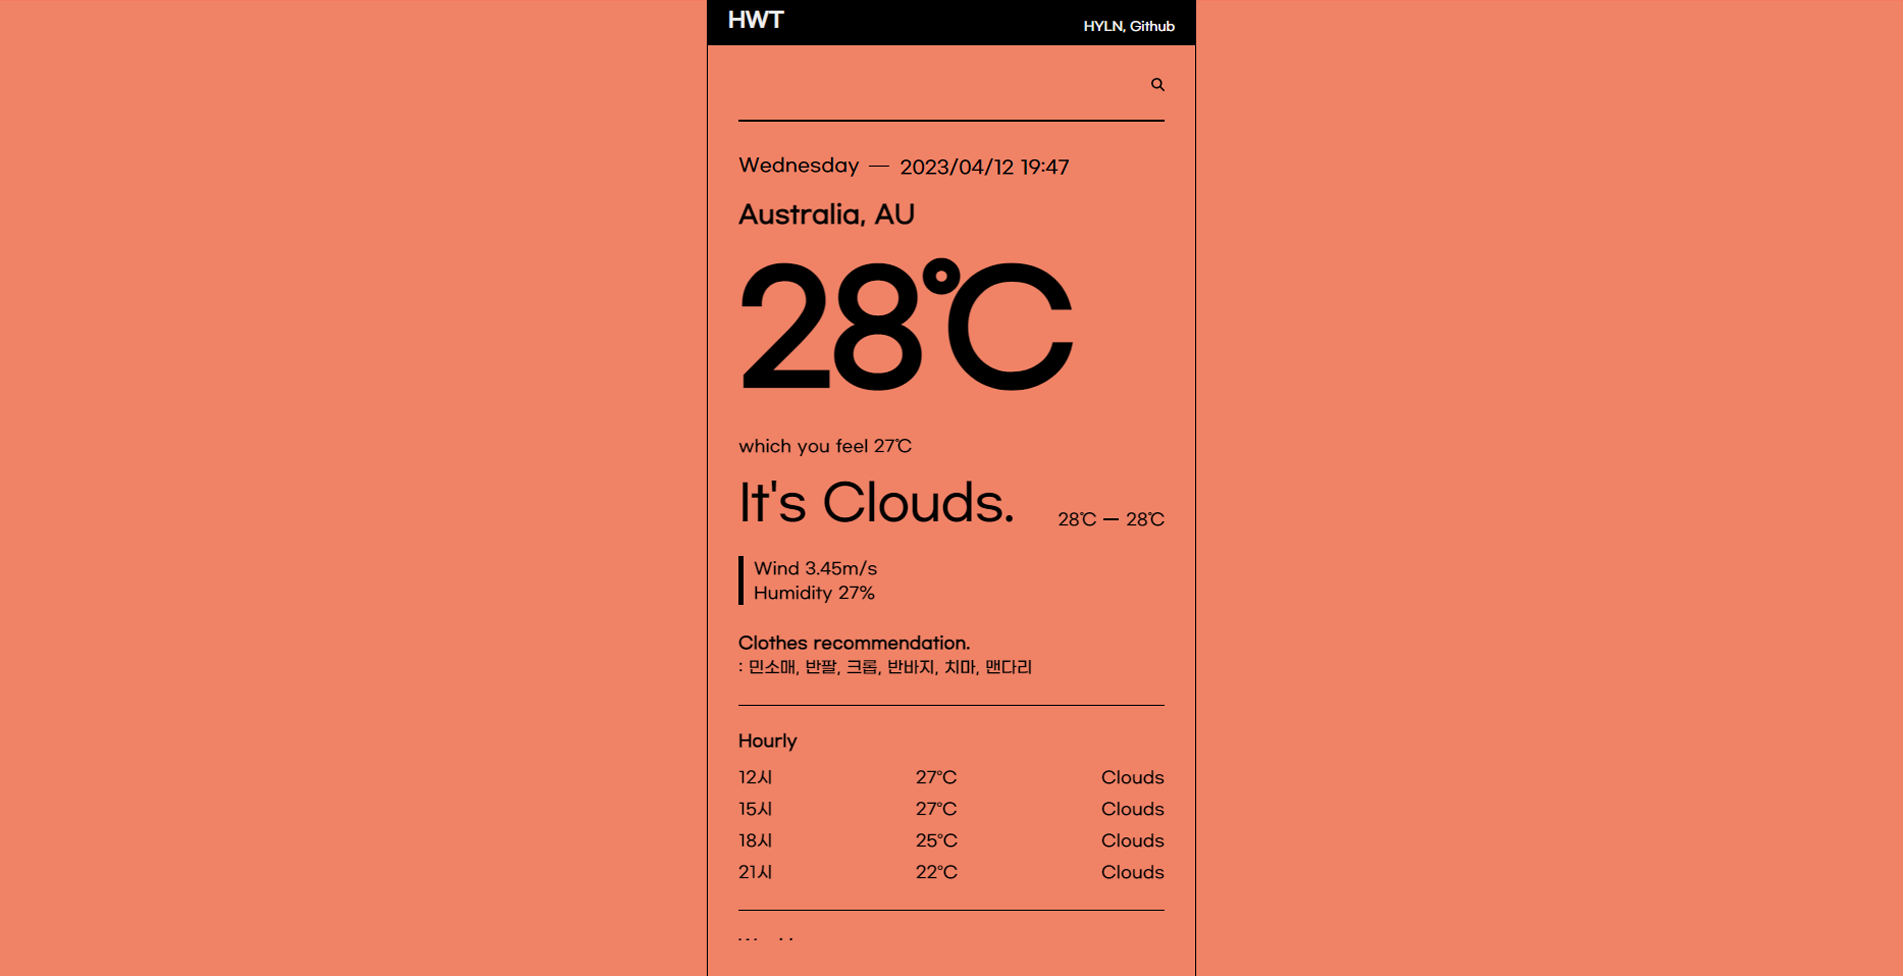 HWT
HYLN, Github
Wednesday — 2023/04/12 19:47
Australia, AU
28℃
which you feel 27℃
It's Clouds.
28℃ — 28℃
Wind 3.45m/s
Humidity 27%
Clothes recommendation.
: 민소매, 반팔, 크롭, 반바지, 치마, 맨다리
Hourly
12시 27°C Clouds
15시 27°C Clouds
18시 25°C Clouds
21시 22°C Clouds